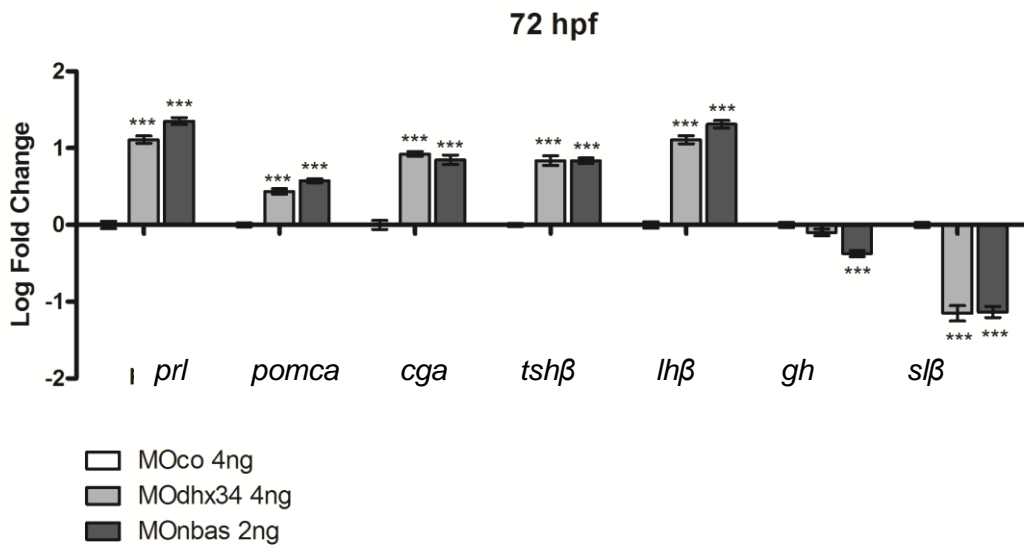 72 hpf
Log Fold Change
2
1
0
-1
-2
*** ***
*** ***
*** ***
*** ***
*** ***
***
*** ***
prl pomca cga tshβ lhβ gh slβ
MOco 4ng
MOdhx34 4ng
MOnbas 2ng